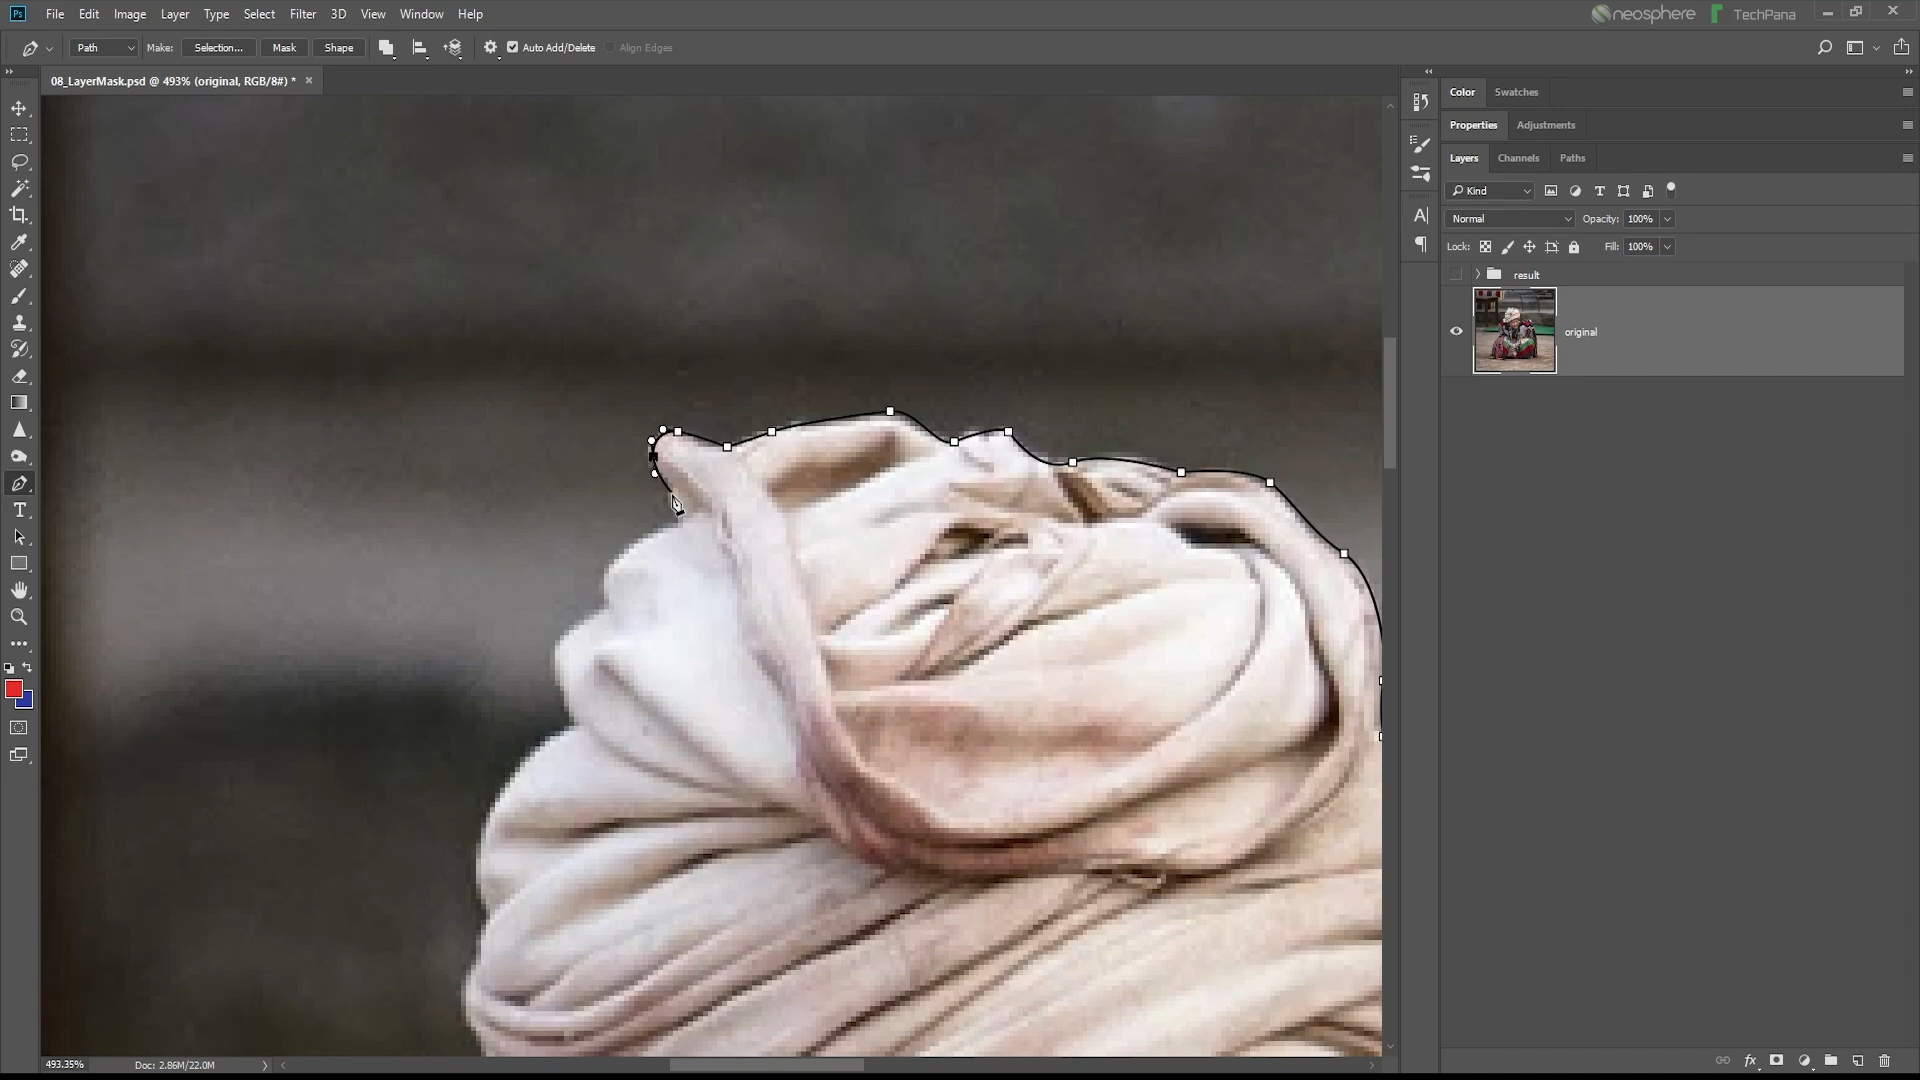 Ps File Edit Image Layer Type Select Filter 3D View Window Help neosphere TechPana
Path Make: Selection... Mask Shape Auto Add/Delete Align Edges
08_LayerMask.psd @ 493% (original, RGB/8#) *
Color Swatches
Properties Adjustments
Layers Channels Paths
Kind
Normal Opacity: 100%
Lock: Fill: 100%
result
original
493.35% Doc: 2.86M/22.0M